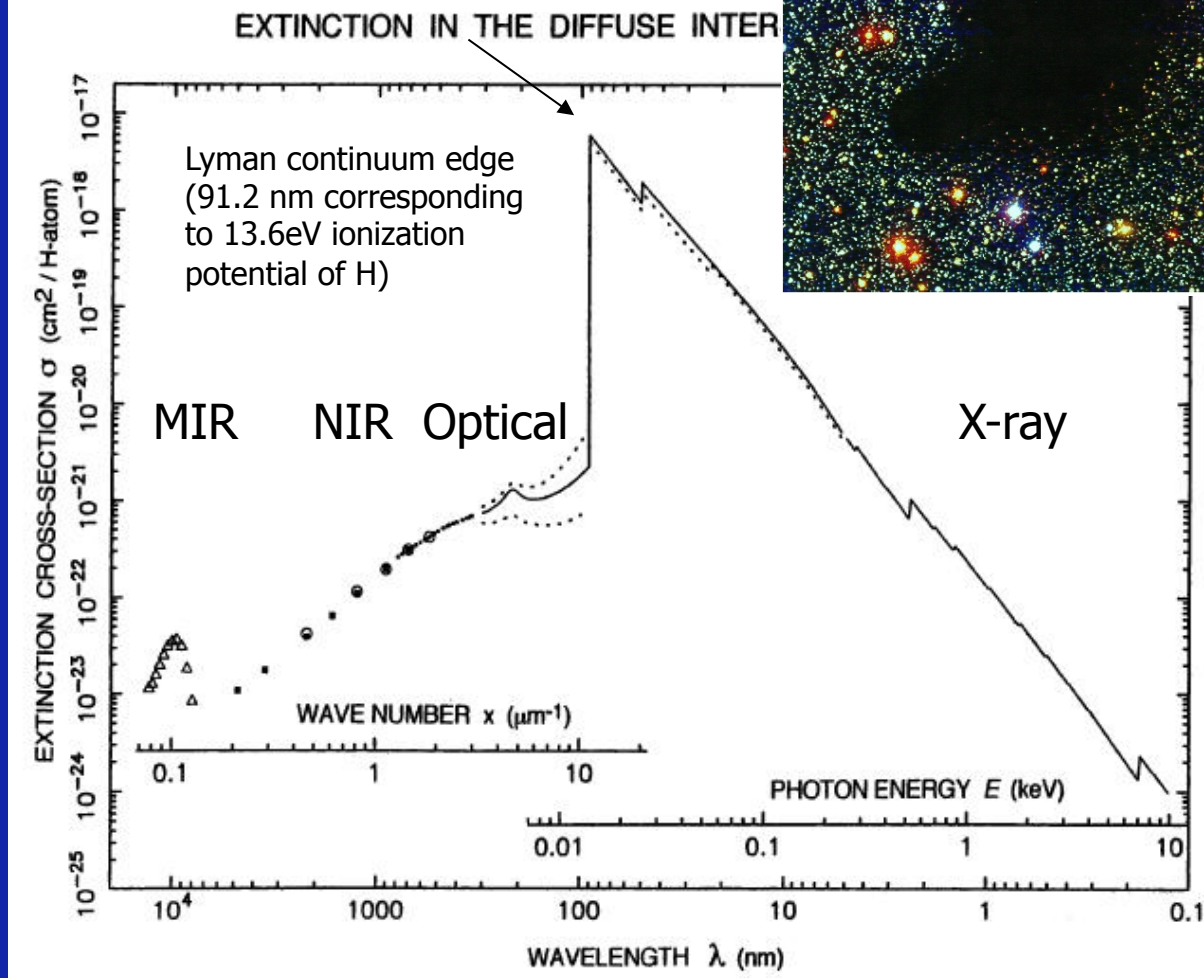 EXTINCTION IN THE DIFFUSE INTER
Lyman continuum edge
(91.2 nm corresponding
to 13.6eV ionization
potential of H)
EXTINCTION CROSS-SECTION σ (cm² / H-atom)
10⁻¹⁷
10⁻¹⁸
10⁻¹⁹
10⁻²⁰
10⁻²¹
10⁻²²
10⁻²³
10⁻²⁴
10⁻²⁵
MIR NIR Optical X-ray
WAVE NUMBER x (μm⁻¹)
0.1 1 10
PHOTON ENERGY E (keV)
0.01 0.1 1 10
10⁴ 1000 100 10 1 0.1
WAVELENGTH λ (nm)